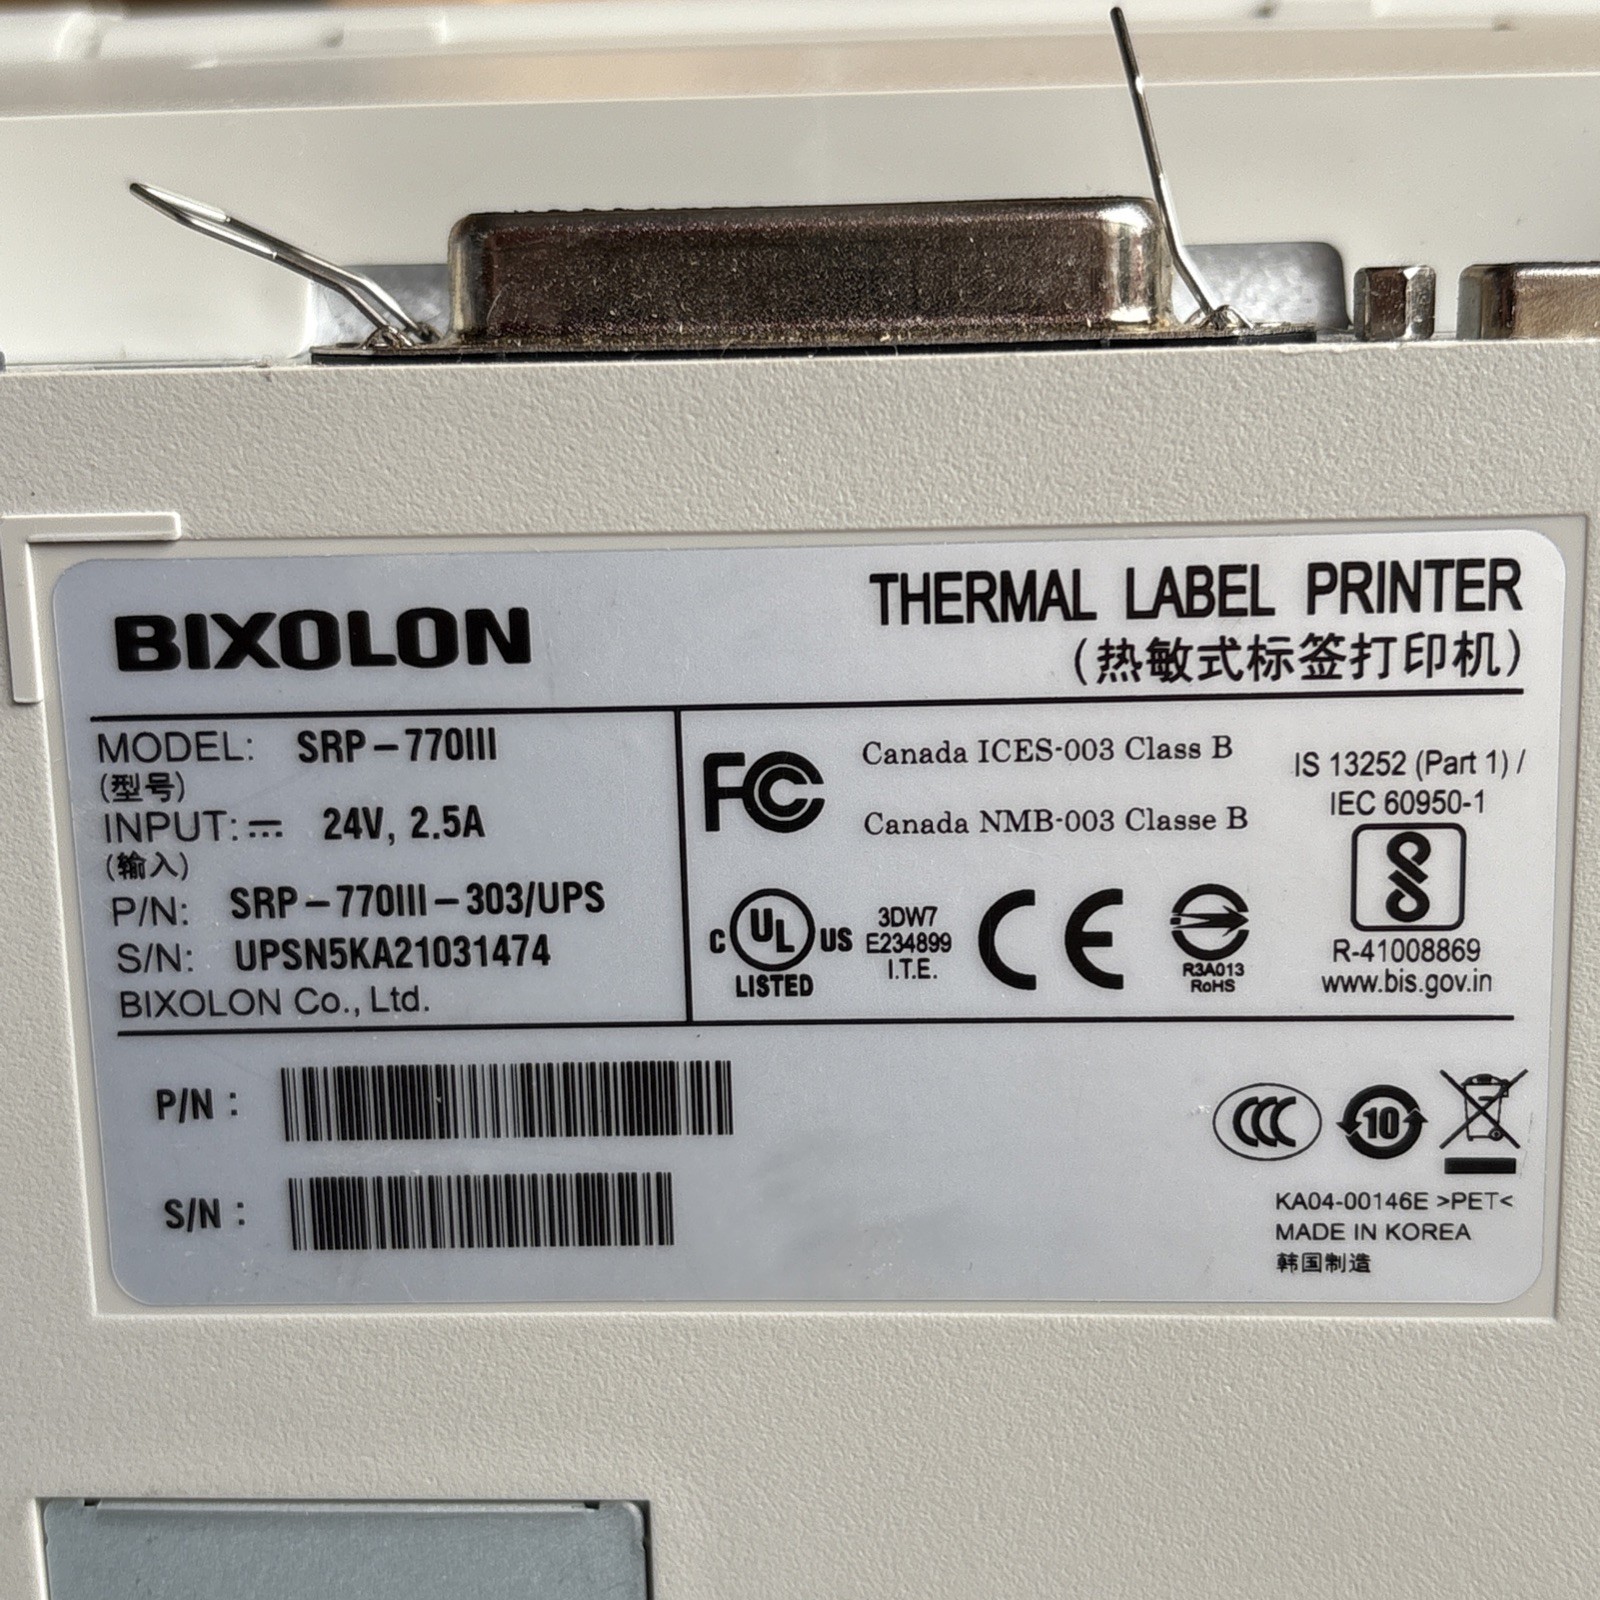 BIXOLON
THERMAL LABEL PRINTER
(热敏式标签打印机)
MODEL: SRP-770III
(型号)
INPUT: ⎓ 24V, 2.5A
(输入)
P/N: SRP-770III-303/UPS
S/N: UPSN5KA21031474
BIXOLON Co., Ltd.
FC
Canada ICES-003 Class B
Canada NMB-003 Classe B
IS 13252 (Part 1) /
IEC 60950-1
R-41008869
www.bis.gov.in
C UL US
LISTED
3DW7
E234899
I.T.E.
CE
R3A013
RoHS
P/N :
S/N :
CCC
10
KA04-00146E >PET<
MADE IN KOREA
韩国制造